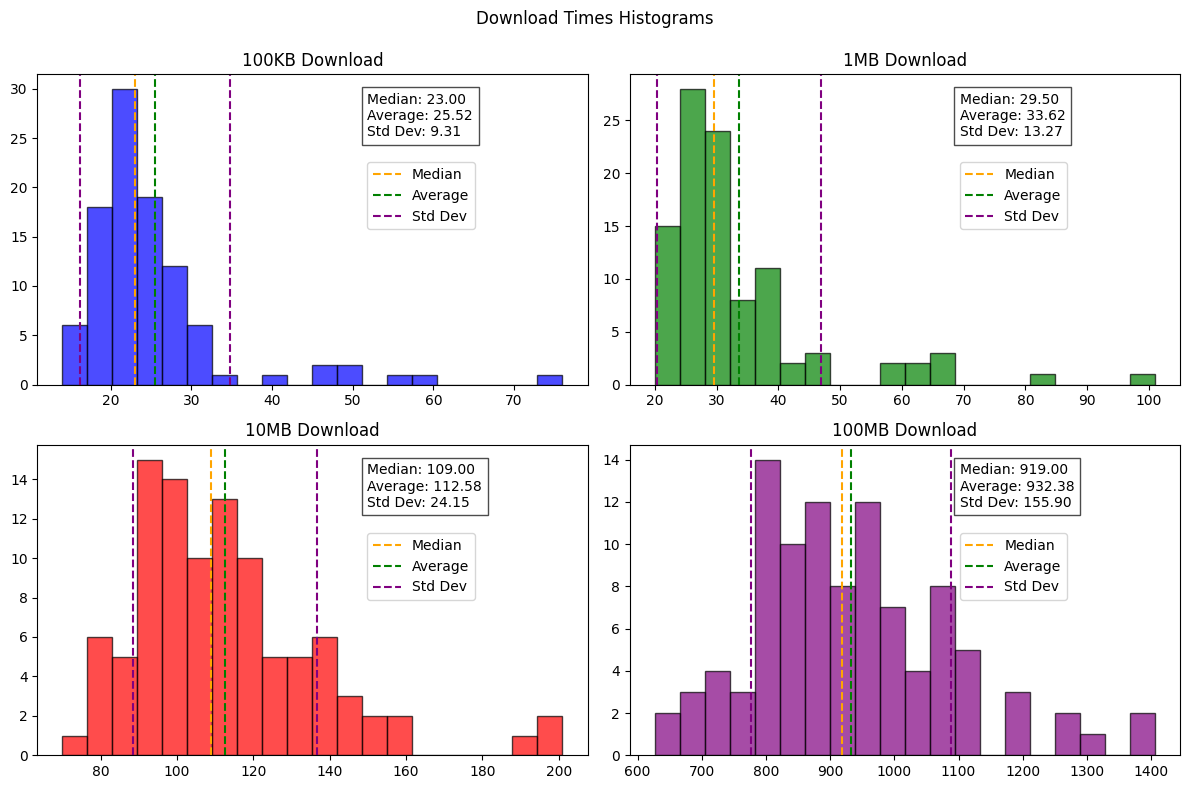 Download Times Histograms
100KB Download
30
25
20
15
10
5
0
20 30 40 50 60 70
Median: 23.00
Average: 25.52
Std Dev: 9.31
Median
Average
Std Dev
1MB Download
25
20
15
10
5
0
20 30 40 50 60 70 80 90 100
Median: 29.50
Average: 33.62
Std Dev: 13.27
Median
Average
Std Dev
10MB Download
14
12
10
8
6
4
2
0
80 100 120 140 160 180 200
Median: 109.00
Average: 112.58
Std Dev: 24.15
Median
Average
Std Dev
100MB Download
14
12
10
8
6
4
2
0
600 700 800 900 1000 1100 1200 1300 1400
Median: 919.00
Average: 932.38
Std Dev: 155.90
Median
Average
Std Dev